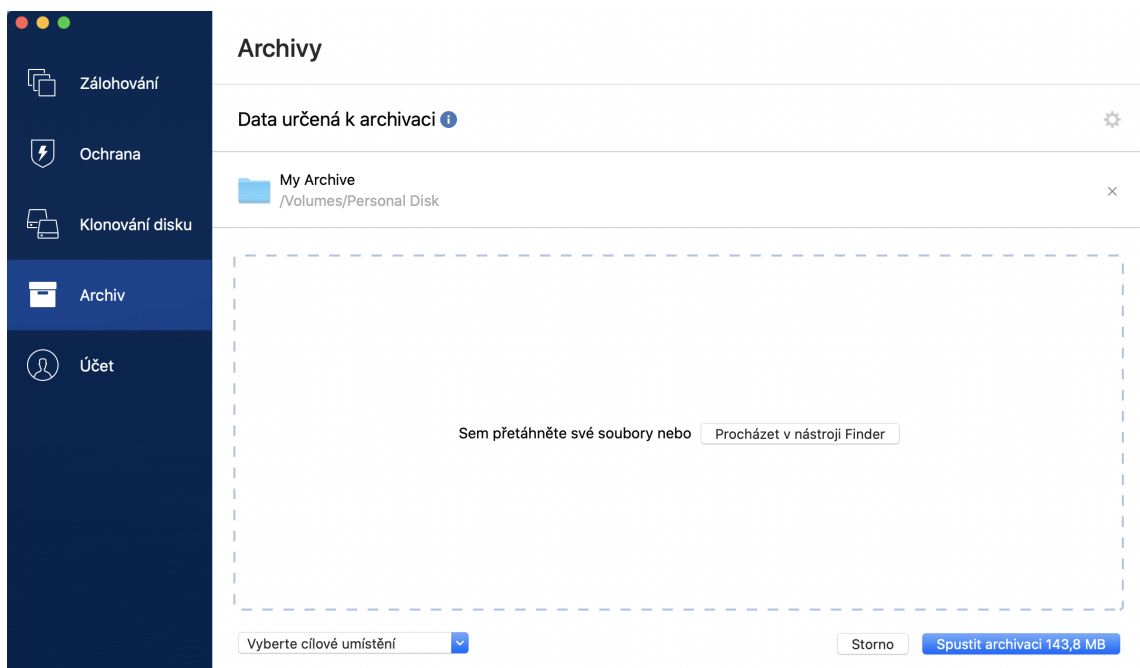 Zálohování
Ochrana
Klonování disku
Archiv
Účet
Archivy
Data určená k archivaci
My Archive
/Volumes/Personal Disk
Sem přetáhněte své soubory nebo Procházet v nástroji Finder
Vyberte cílové umístění
Storno
Spustit archivaci 143,8 MB